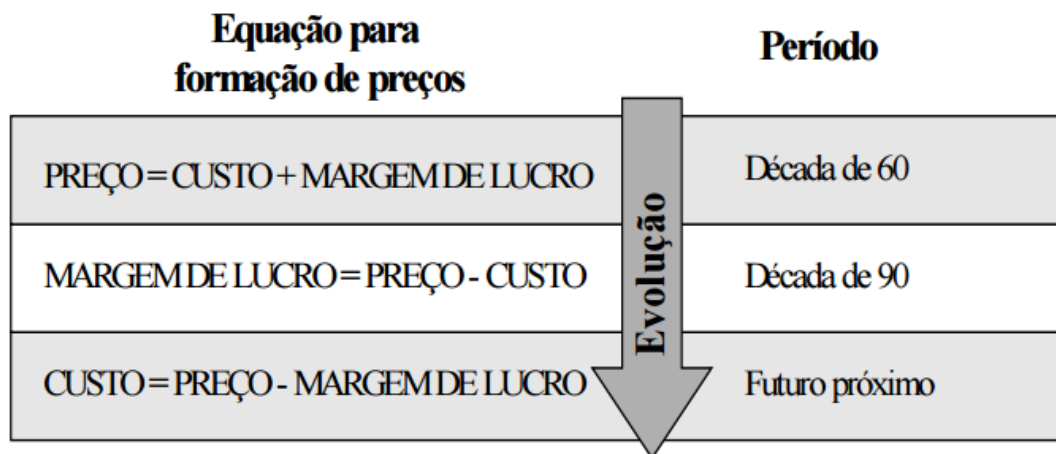 Equação para
formação de preços
Período
PREÇO = CUSTO + MARGEM DE LUCRO
Década de 60
MARGEM DE LUCRO = PREÇO - CUSTO
Década de 90
CUSTO = PREÇO - MARGEM DE LUCRO
Futuro próximo
Evolução